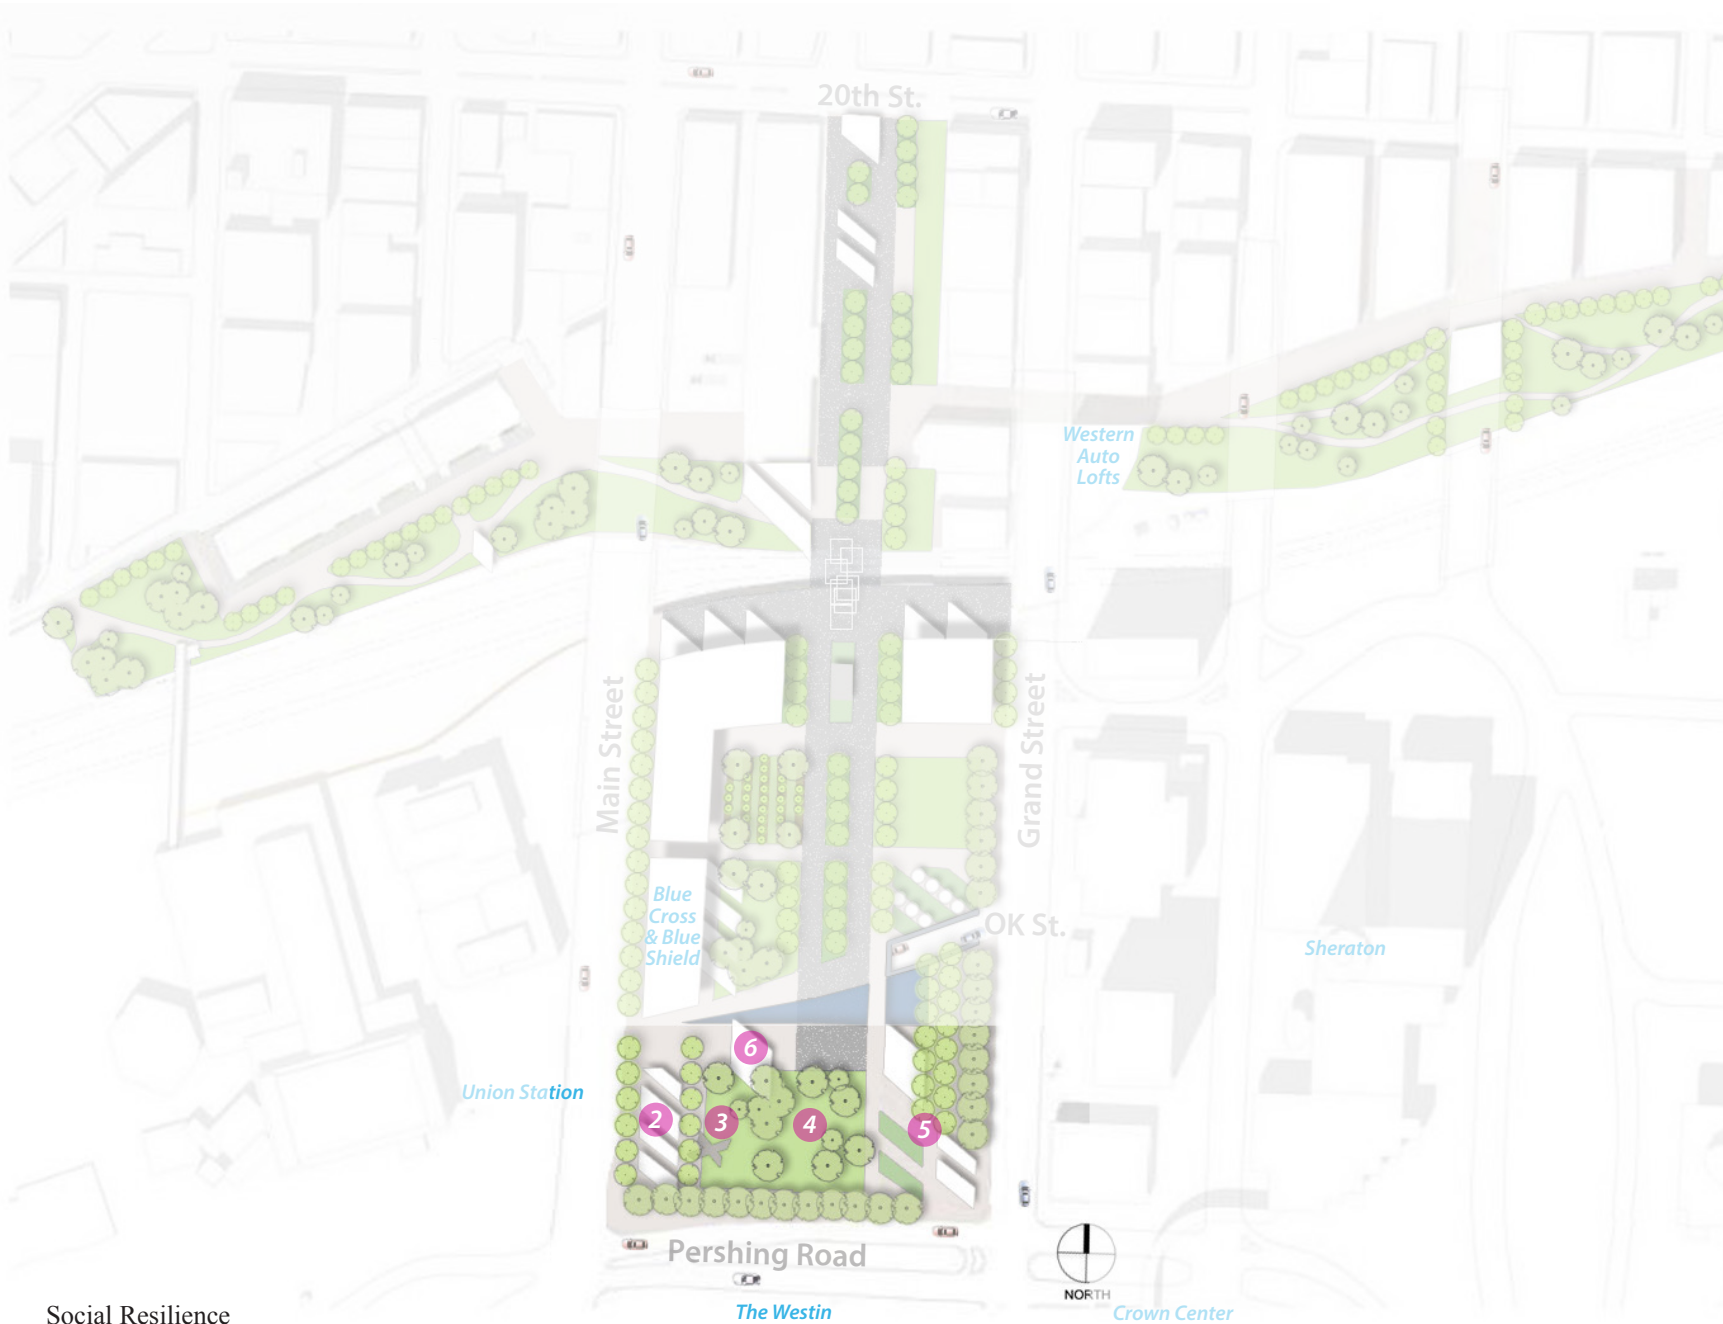 20th St.
Western
Auto
Lofts
Main Street
Grand Street
Blue
Cross
& Blue
Shield
OK St.
Sheraton
6
Union Station
2
3
4
5
Pershing Road
NORTH
The Westin
Crown Center
Social Resilience